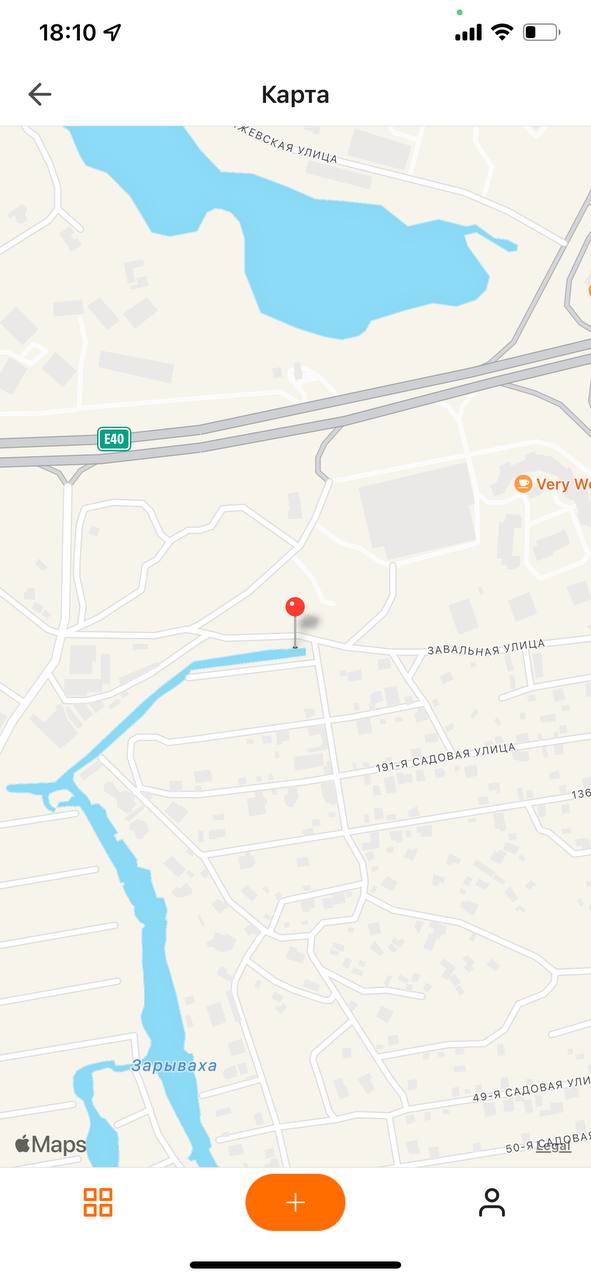 18:10
Карта
ЖЕВСКАЯ УЛИЦА
E40
Very We
ЗАВАЛЬНАЯ УЛИЦА
191-Я САДОВАЯ УЛИЦА
136
Зарываха
49-Я САДОВАЯ УЛИ
50-Я САДОВАЯ
Maps
Legal